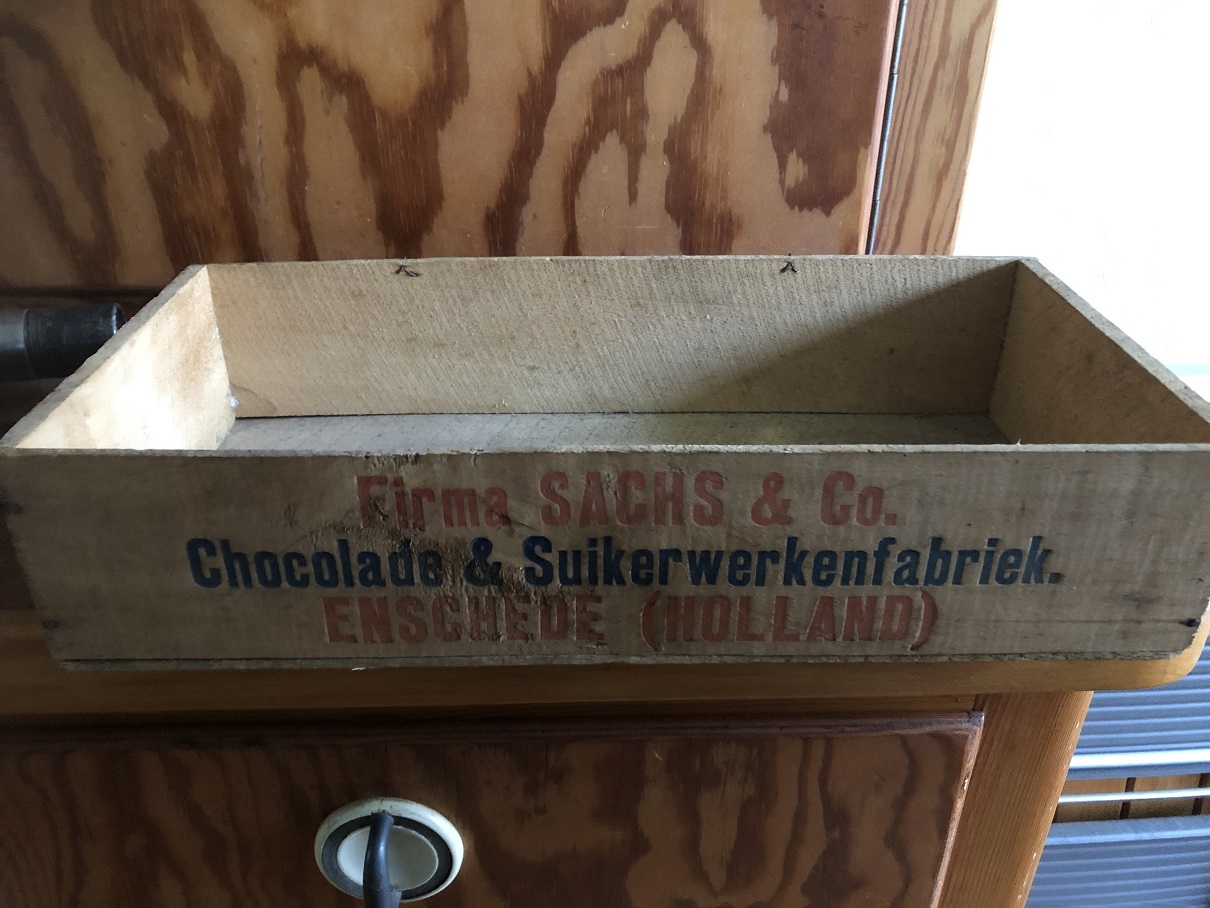 Firma SACHS & Co.
Chocolade & Suikerwerkenfabriek.
ENSCHEDE (HOLLAND)